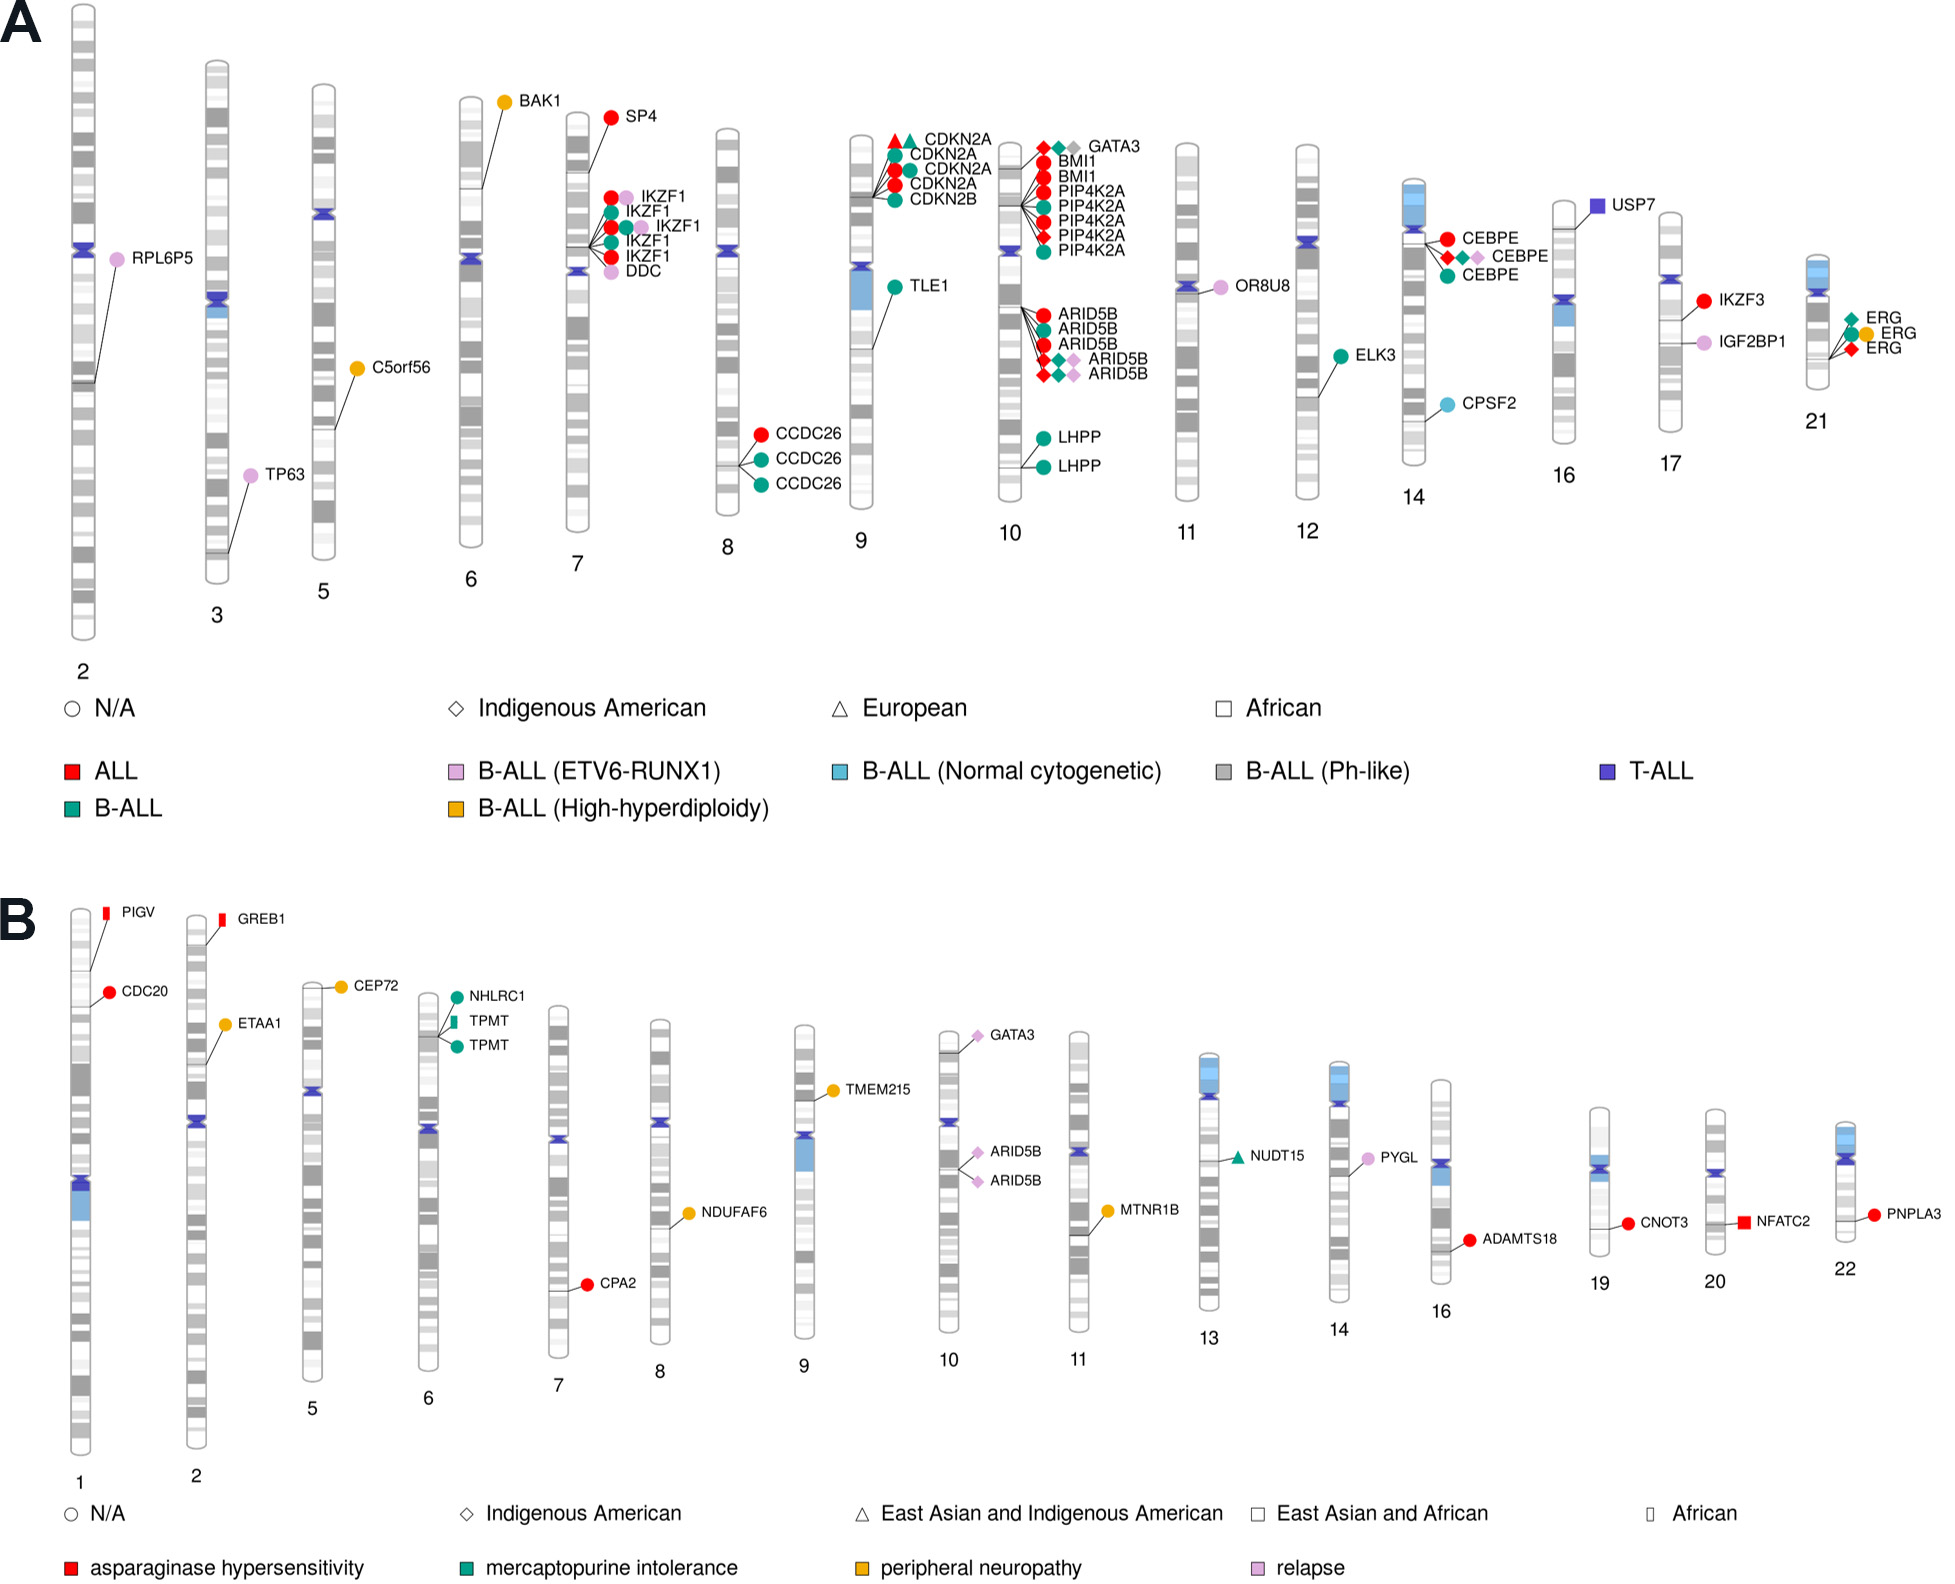 A
BAK1
SP4
CDKN2A
CDKN2A
CDKN2A
CDKN2A
CDKN2B
GATA3
BMI1
BMI1
PIP4K2A
PIP4K2A
PIP4K2A
PIP4K2A
PIP4K2A
IKZF1
IKZF1
IKZF1
IKZF1
IKZF1
DDC
USP7
CEBPE
CEBPE
CEBPE
RPL6P5
TLE1
OR8U8
IKZF3
IGF2BP1
ERG
ERG
ERG
ARID5B
ARID5B
ARID5B
ARID5B
ARID5B
C5orf56
ELK3
CPSF2
CCDC26
CCDC26
CCDC26
LHPP
LHPP
TP63
2
3
5
6
7
8
9
10
11
12
14
16
17
21
N/A
Indigenous American
European
African
ALL
B-ALL (ETV6-RUNX1)
B-ALL (Normal cytogenetic)
B-ALL (Ph-like)
T-ALL
B-ALL
B-ALL (High-hyperdiploidy)
B
PIGV
GREB1
CDC20
ETAA1
CEP72
NHLRC1
TPMT
TPMT
TMEM215
GATA3
ARID5B
ARID5B
NUDT15
PYGL
NDUFAF6
MTNR1B
CPA2
ADAMTS18
CNOT3
NFATC2
PNPLA3
1
2
5
6
7
8
9
10
11
13
14
16
19
20
22
N/A
Indigenous American
East Asian and Indigenous American
East Asian and African
African
asparaginase hypersensitivity
mercaptopurine intolerance
peripheral neuropathy
relapse